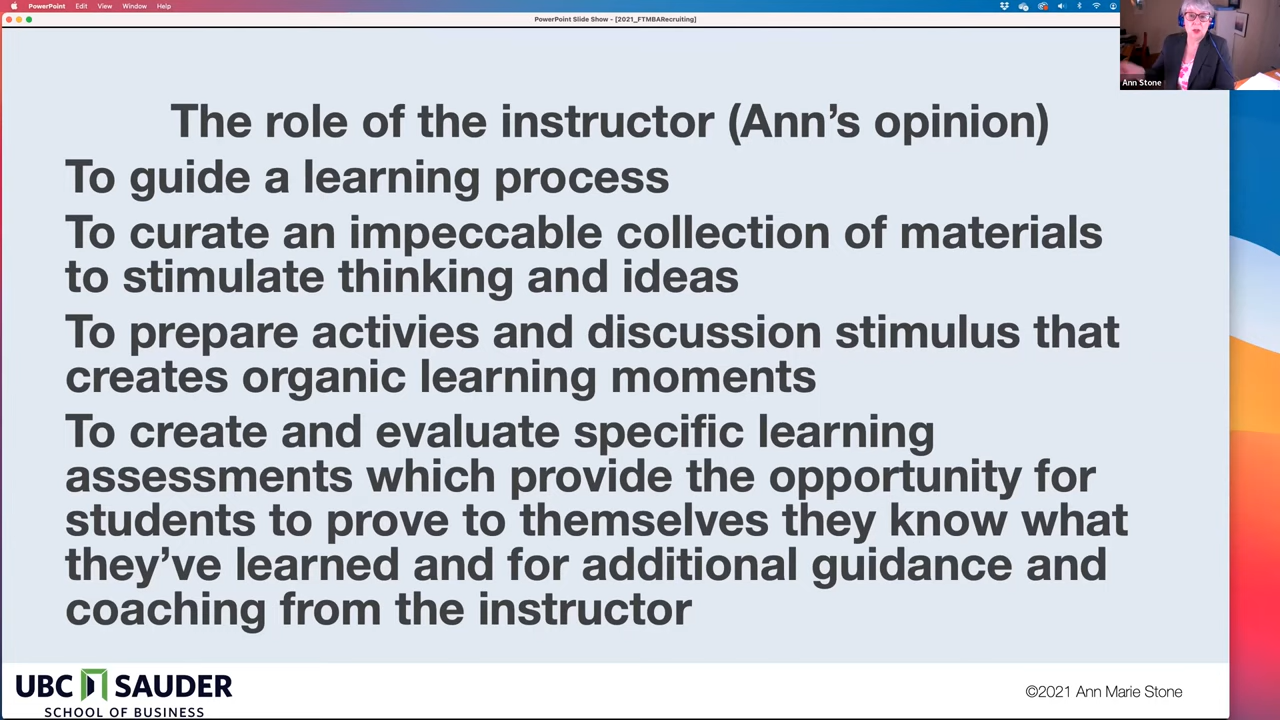 PowerPoint Edit View Window Help
PowerPoint Slide Show - [2021_FTMBARecruiting]
Ann Stone
The role of the instructor (Ann’s opinion)
To guide a learning process
To curate an impeccable collection of materials
to stimulate thinking and ideas
To prepare activies and discussion stimulus that
creates organic learning moments
To create and evaluate specific learning
assessments which provide the opportunity for
students to prove to themselves they know what
they’ve learned and for additional guidance and
coaching from the instructor
UBC SAUDER
SCHOOL OF BUSINESS
©2021 Ann Marie Stone